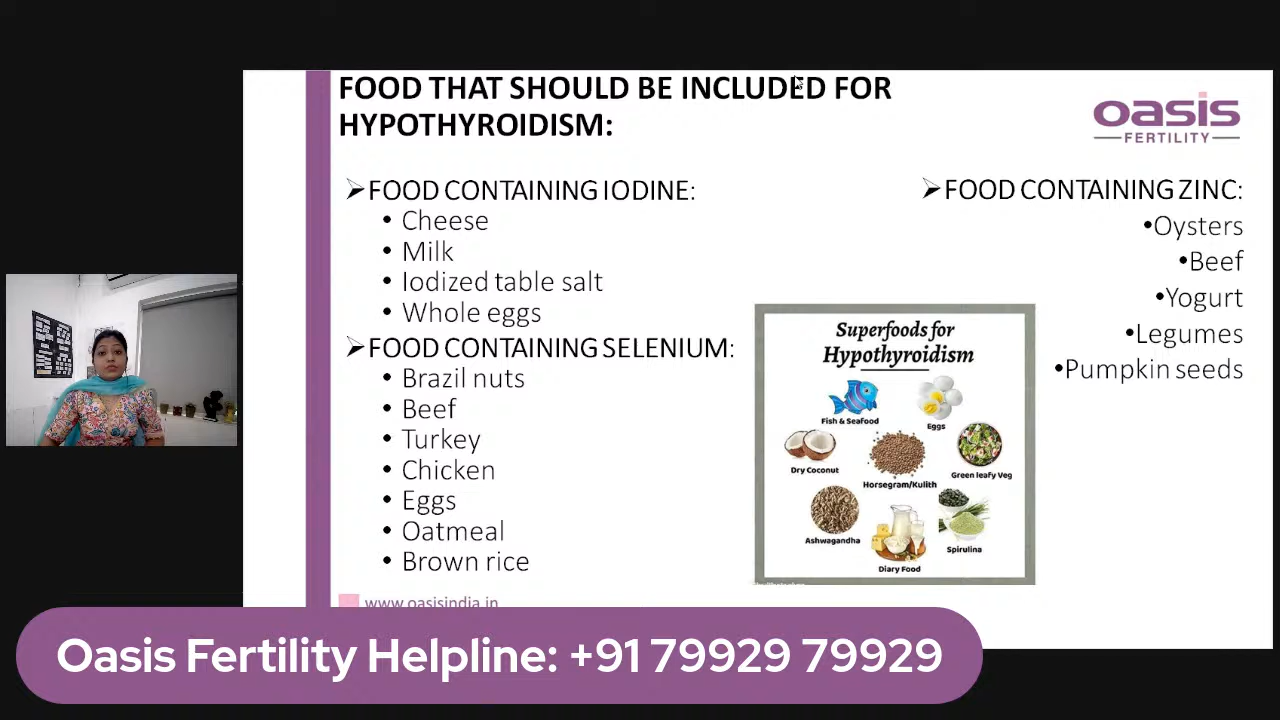 FOOD THAT SHOULD BE INCLUDED FOR
HYPOTHYROIDISM:
oasis
FERTILITY
➢FOOD CONTAINING IODINE:
• Cheese
• Milk
• Iodized table salt
• Whole eggs
➢FOOD CONTAINING SELENIUM:
• Brazil nuts
• Beef
• Turkey
• Chicken
• Eggs
• Oatmeal
• Brown rice
➢FOOD CONTAINING ZINC:
•Oysters
•Beef
•Yogurt
•Legumes
•Pumpkin seeds
Superfoods for
Hypothyroidism
Fish & Seafood
Eggs
Dry Coconut
Horsegram/Kulith
Green leafy Veg
Ashwagandha
Diary Food
Spirulina
www.oasisindia.in
Oasis Fertility Helpline: +91 79929 79929